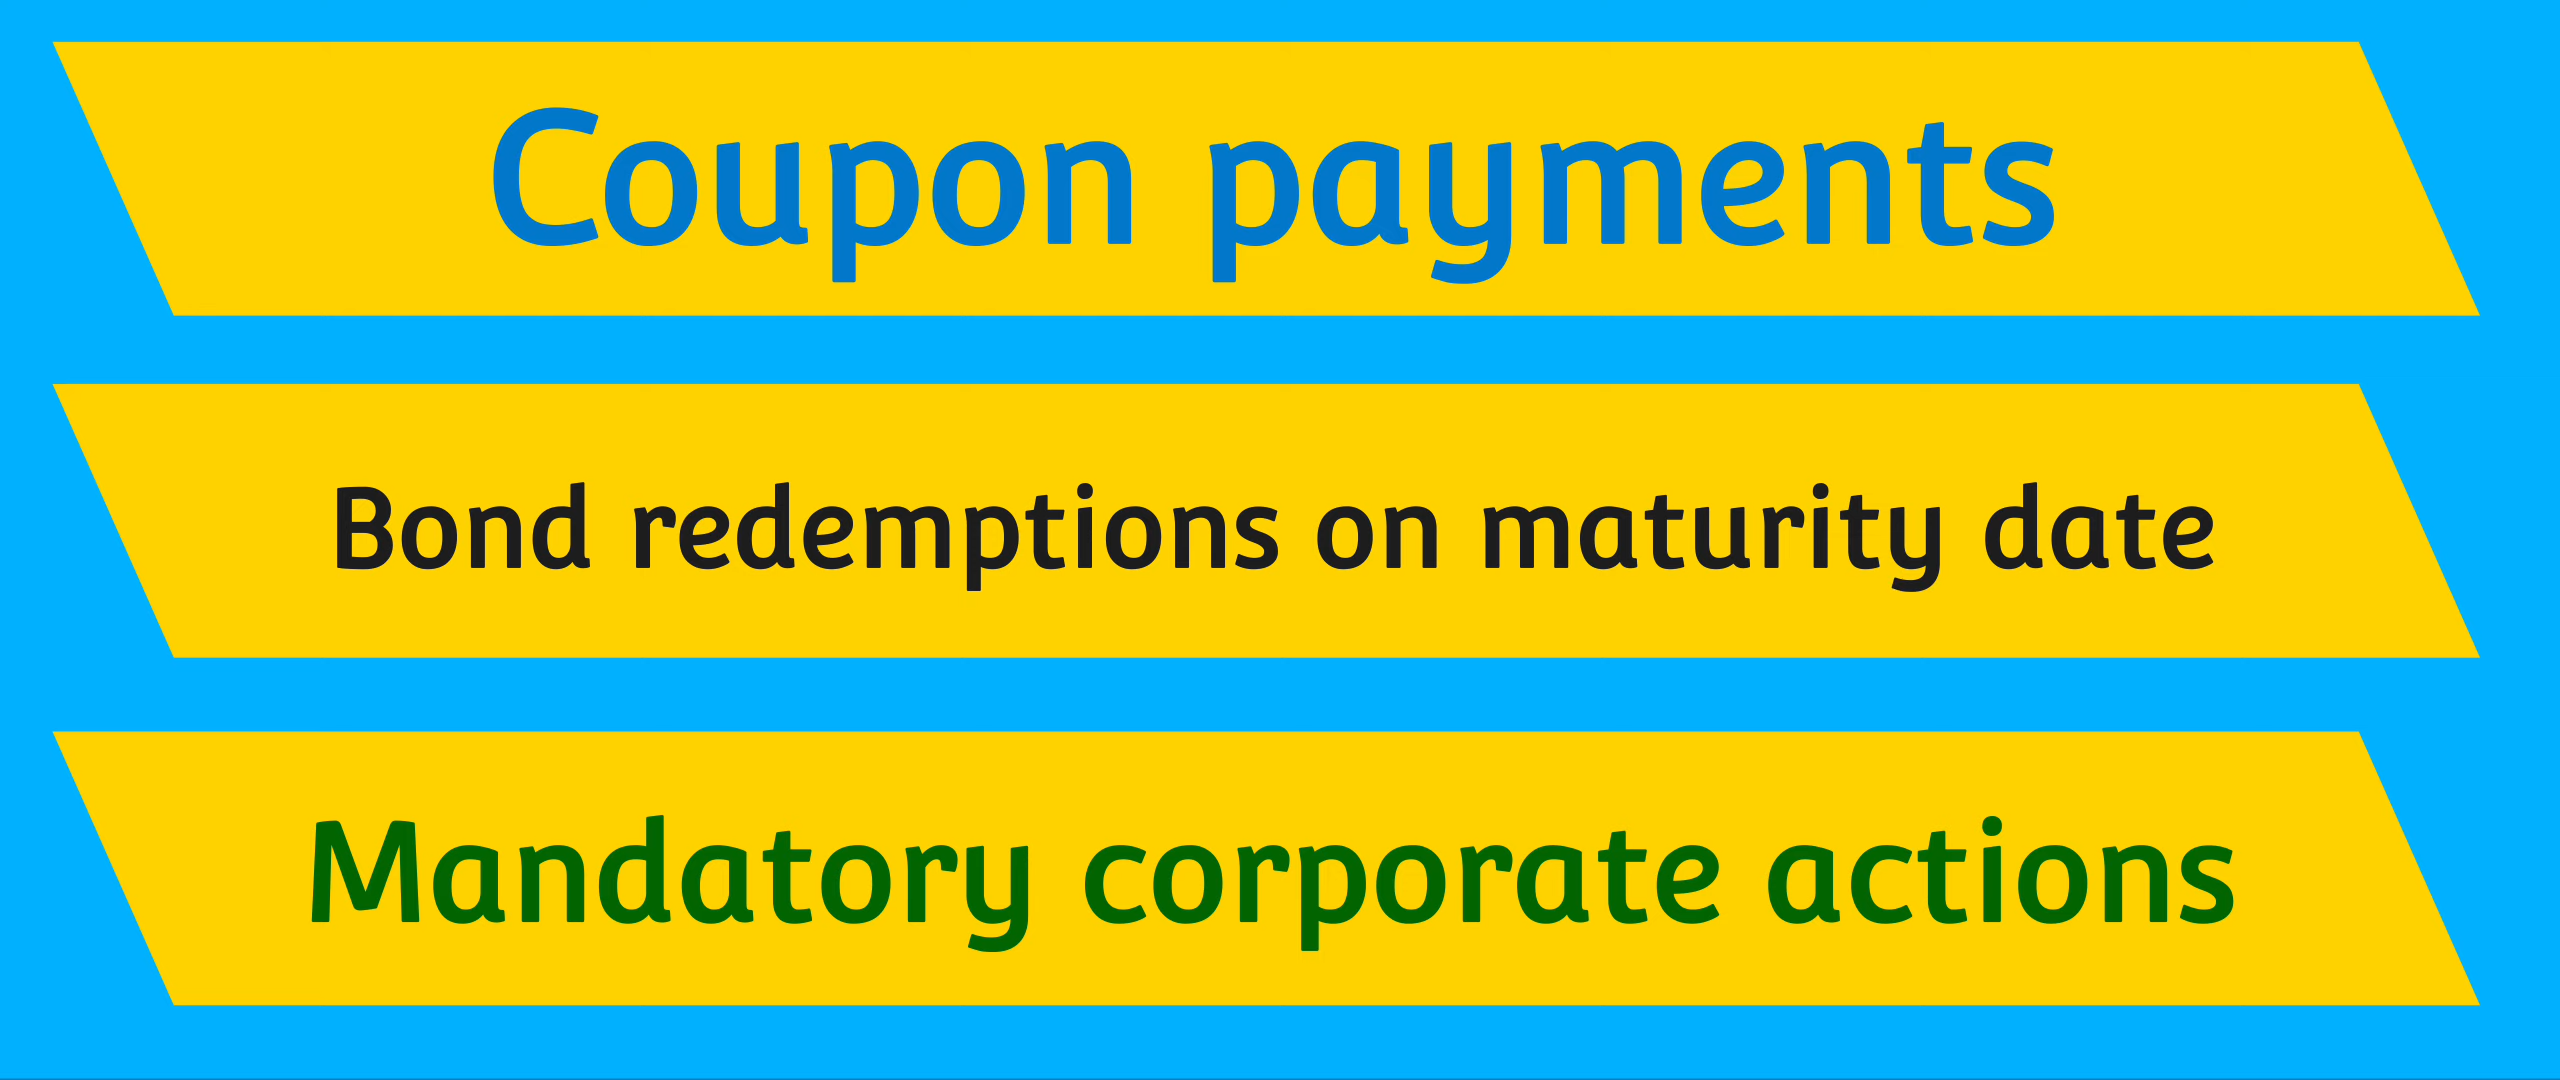 Coupon payments
Bond redemptions on maturity date
Mandatory corporate actions